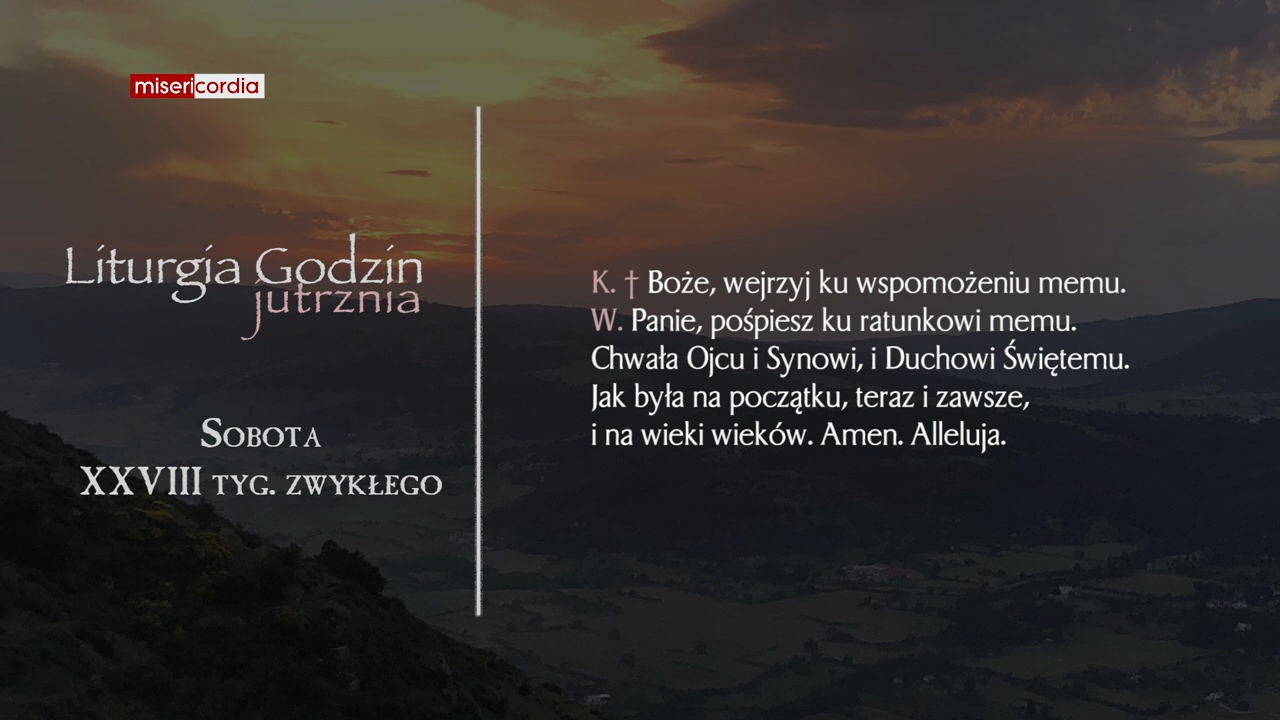 misericordia
Liturgia Godzin
jutrznia
Sobota
XXVIII tyg. zwykłego
K. † Boże, wejrzyj ku wspomożeniu memu.
W. Panie, pośpiesz ku ratunkowi memu.
Chwała Ojcu i Synowi, i Duchowi Świętemu.
Jak była na początku, teraz i zawsze,
i na wieki wieków. Amen. Alleluja.